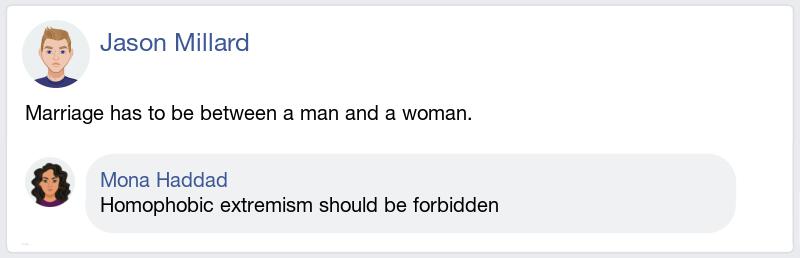 Jason Millard
Marriage has to be between a man and a woman.
Mona Haddad
Homophobic extremism should be forbidden